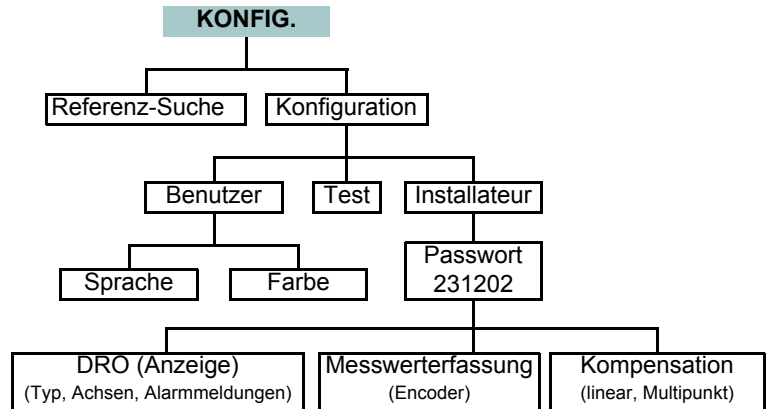 KONFIG.
Referenz-Suche
Konfiguration
Benutzer
Test
Installateur
Sprache
Farbe
Passwort
231202
DRO (Anzeige)
(Typ, Achsen, Alarmmeldungen)
Messwerterfassung
(Encoder)
Kompensation
(linear, Multipunkt)